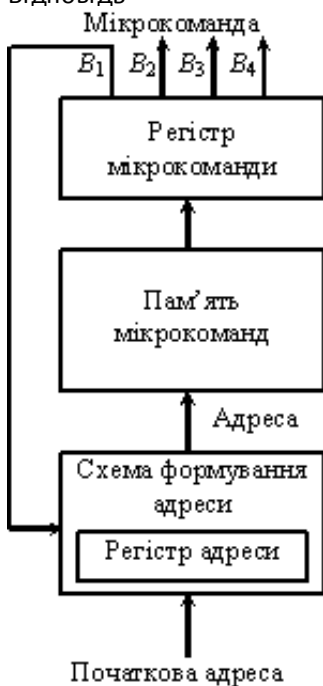 Відповідь
Мікрокоманда
B1 B2 B3 B4
Регістр
мікрокоманди
Пам’ять
мікрокоманд
Адреса
Схема формування
адреси
Регістр адреси
Початкова адреса